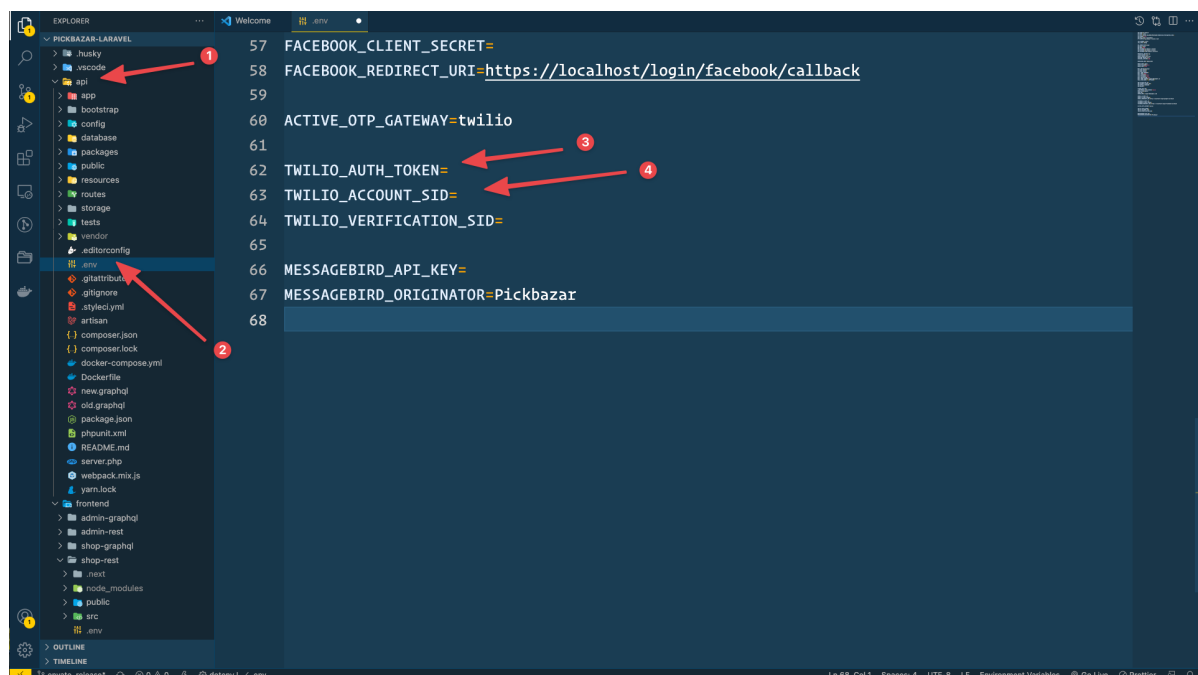 EXPLORER
Welcome
.env
PICKBAZAR-LARAVEL
.husky
.vscode
api
app
bootstrap
config
database
packages
public
resources
routes
storage
tests
vendor
.editorconfig
.env
.gitattribute
.gitignore
.styleci.yml
artisan
composer.json
composer.lock
docker-compose.yml
Dockerfile
new.graphql
old.graphql
package.json
phpunit.xml
README.md
server.php
webpack.mix.js
yarn.lock
frontend
admin-graphql
admin-rest
shop-graphql
shop-rest
.next
node_modules
public
src
.env
OUTLINE
TIMELINE
1
2
3
4
57 FACEBOOK_CLIENT_SECRET=
58 FACEBOOK_REDIRECT_URI=https://localhost/login/facebook/callback
59
60 ACTIVE_OTP_GATEWAY=twilio
61
62 TWILIO_AUTH_TOKEN=
63 TWILIO_ACCOUNT_SID=
64 TWILIO_VERIFICATION_SID=
65
66 MESSAGEBIRD_API_KEY=
67 MESSAGEBIRD_ORIGINATOR=Pickbazar
68